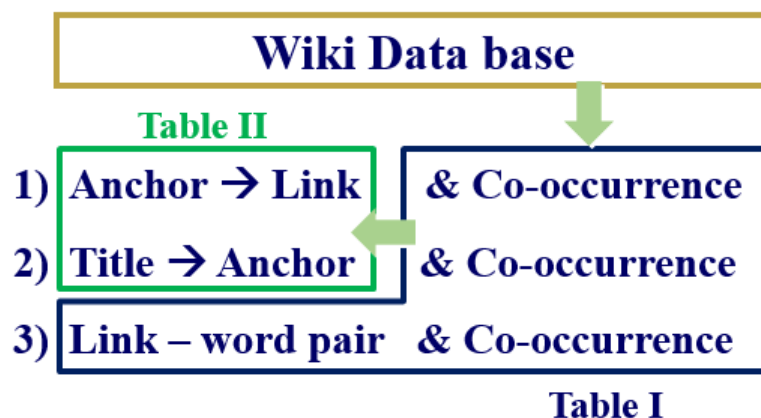 Wiki Data base
Table II
1) Anchor → Link & Co-occurrence
2) Title → Anchor & Co-occurrence
3) Link – word pair & Co-occurrence
Table I